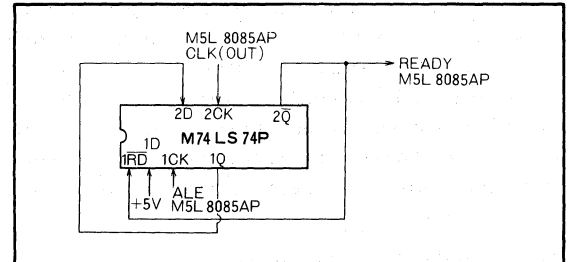 M5L 8085AP
CLK(OUT)
READY
M5L 8085AP
2D 2CK 2Q̅
M74 LS 74P
1R̅D̅ 1D 1CK 1Q
+5V
ALE
M5L 8085AP